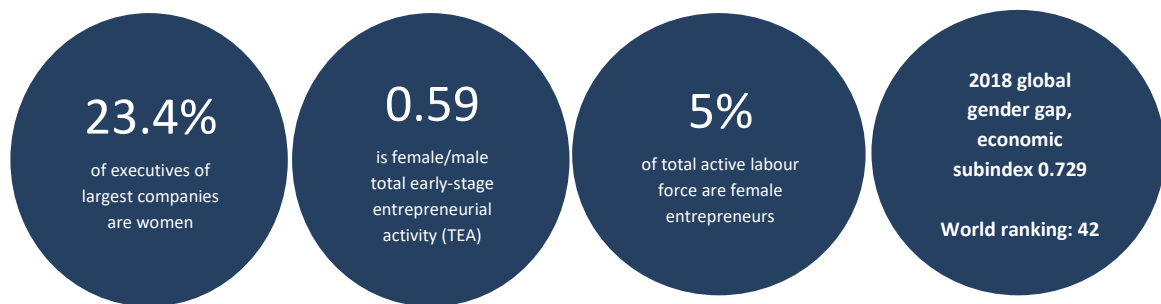 23.4%
of executives of
largest companies
are women
0.59
is female/male
total early-stage
entrepreneurial
activity (TEA)
5%
of total active labour
force are female
entrepreneurs
2018 global
gender gap,
economic
subindex 0.729
World ranking: 42